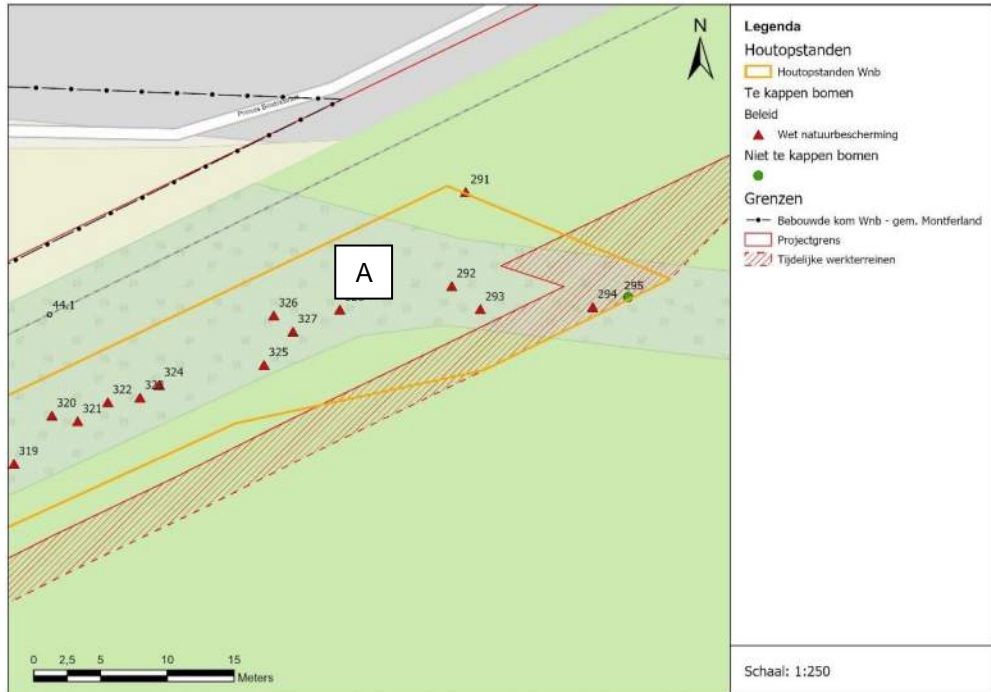 N
Prinses Beatrixstraat
291
A
292
295
44.1
326
293
294
327
325
324
322
323
320
321
319
0 2,5 5 10 15
Meters
Legenda
Houtopstanden
Houtopstanden Wnb
Te kappen bomen
Beleid
Wet natuurbescherming
Niet te kappen bomen
Grenzen
Bebouwde kom Wnb - gem. Montferland
Projectgrens
Tijdelijke werkterreinen
Schaal: 1:250